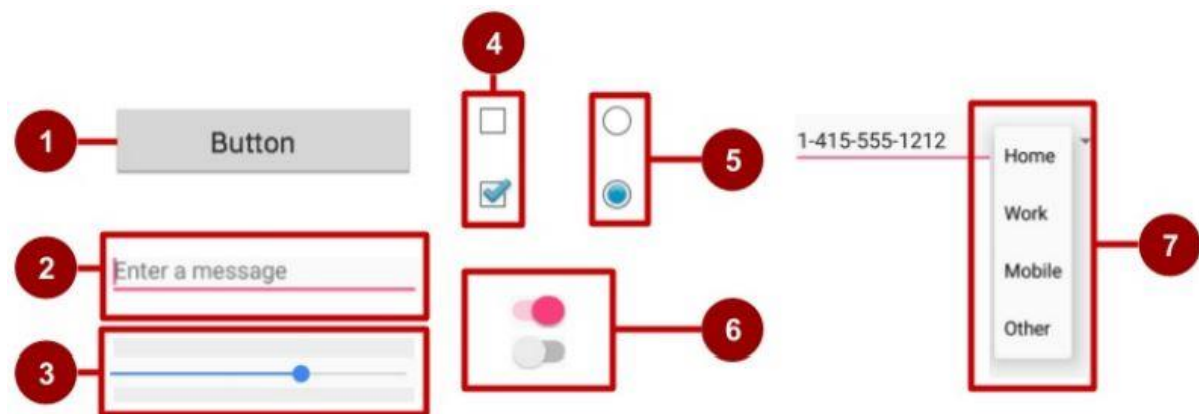 1
Button
2
Enter a message
3
4
5
6
1-415-555-1212
Home
Work
Mobile
Other
7